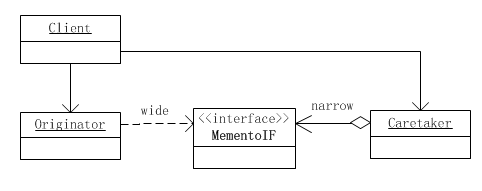 Client
wide
narrow
Originator
<<interface>>
MementoIF
Caretaker